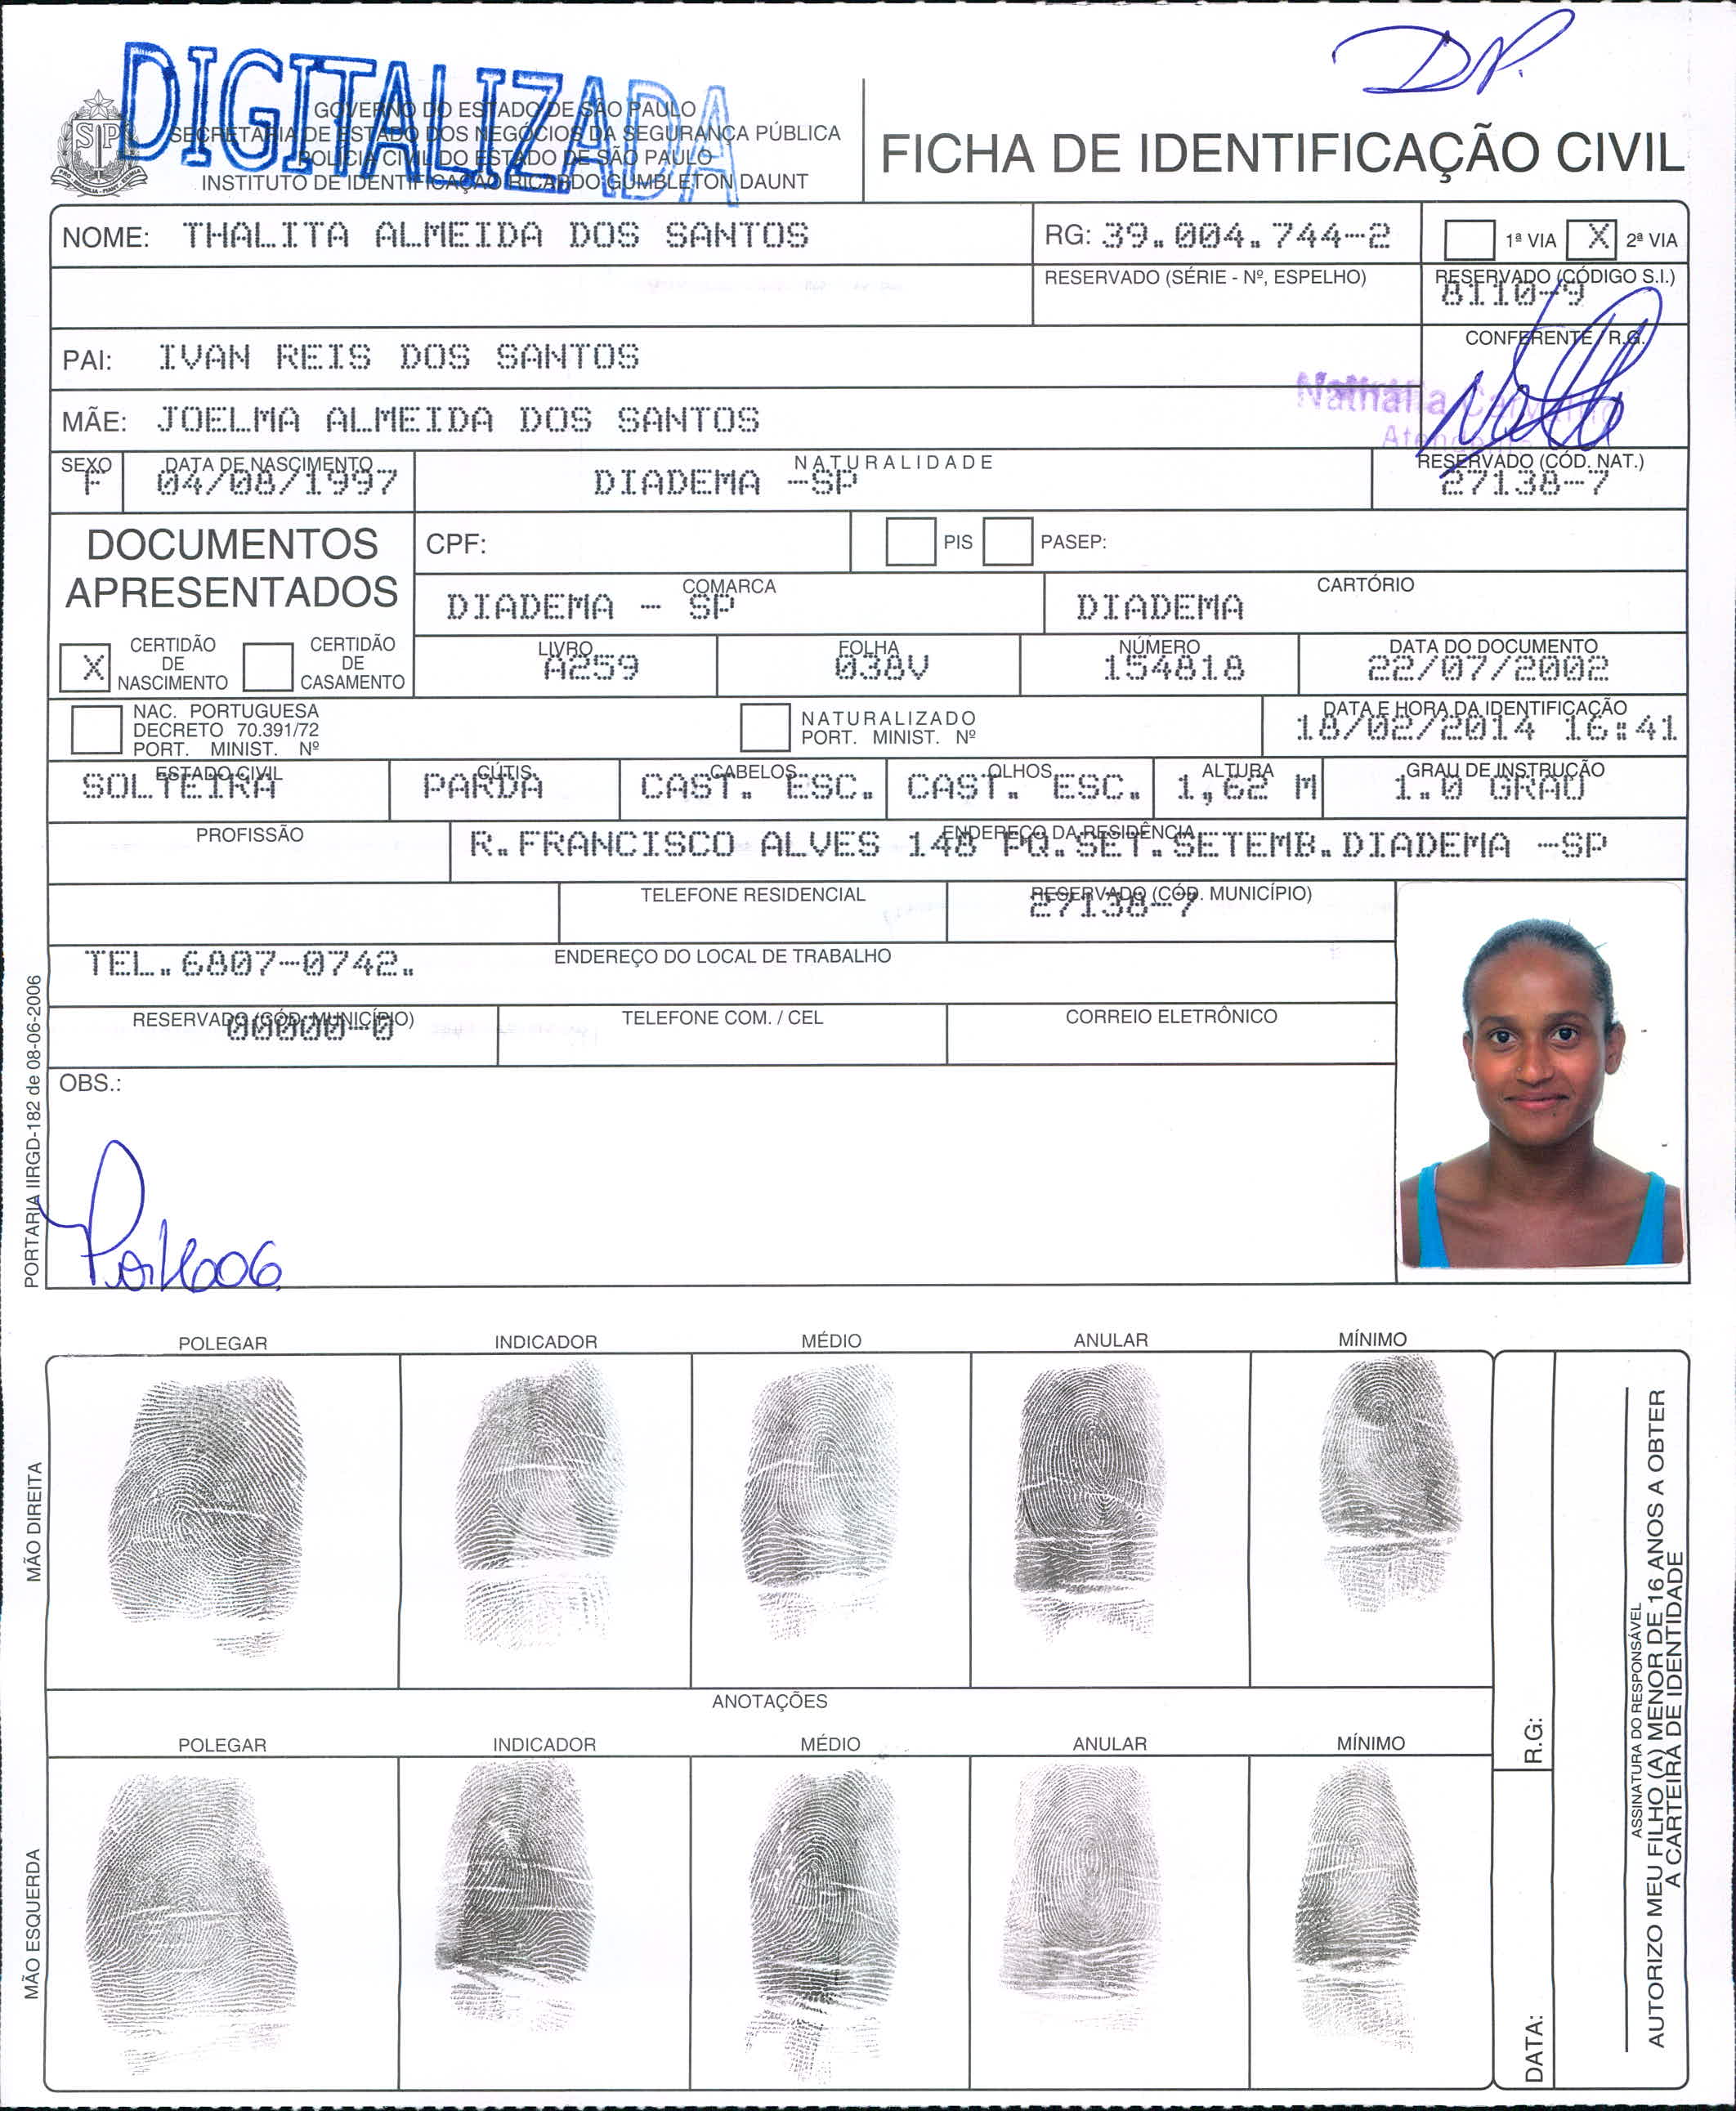 DIGITALIZADA
DP.
GOVERNO DO ESTADO DE SÃO PAULO
SECRETARIA DE ESTADO DOS NEGÓCIOS DA SEGURANÇA PÚBLICA
POLÍCIA CIVIL DO ESTADO DE SÃO PAULO
INSTITUTO DE IDENTIFICAÇÃO RICARDO GUMBLETON DAUNT
FICHA DE IDENTIFICAÇÃO CIVIL
NOME: THALITA ALMEIDA DOS SANTOS
RG: 39.004.744-2
1ª VIA X 2ª VIA
RESERVADO (SÉRIE - Nº, ESPELHO)
RESERVADO (CÓDIGO S.I.)
8110-9
PAI: IVAN REIS DOS SANTOS
CONFERENTE / R.G.
MÃE: JOELMA ALMEIDA DOS SANTOS
Nathalia
SEXO
F
DATA DE NASCIMENTO
04/08/1997
NATURALIDADE
DIADEMA -SP
RESERVADO (CÓD. NAT.)
27138-7
DOCUMENTOS
APRESENTADOS
CPF:
PIS
PASEP:
COMARCA
DIADEMA - SP
CARTÓRIO
DIADEMA
X CERTIDÃO DE NASCIMENTO
CERTIDÃO DE CASAMENTO
LIVRO
A259
FOLHA
038V
NÚMERO
154818
DATA DO DOCUMENTO
22/07/2002
NAC. PORTUGUESA
DECRETO 70.391/72
PORT. MINIST. Nº
NATURALIZADO
PORT. MINIST. Nº
DATA E HORA DA IDENTIFICAÇÃO
18/02/2014 16:41
ESTADO CIVIL
SOLTEIRA
CÚTIS
PARDA
CABELOS
CAST. ESC.
OLHOS
CAST. ESC.
ALTURA
1,62 M
GRAU DE INSTRUÇÃO
1.0 GRAU
PROFISSÃO
ENDEREÇO DA RESIDÊNCIA
R.FRANCISCO ALVES 148 PQ.SET.SETEMB.DIADEMA -SP
TELEFONE RESIDENCIAL
RESERVADO (CÓD. MUNICÍPIO)
27138-7
TEL.6807-0742.
ENDEREÇO DO LOCAL DE TRABALHO
RESERVADO (CÓD. MUNICÍPIO)
00000-0
TELEFONE COM. / CEL
CORREIO ELETRÔNICO
OBS.:
PORTARIA IIRGD-182 de 08-06-2006
POLEGAR INDICADOR MÉDIO ANULAR MÍNIMO
MÃO DIREITA
ANOTAÇÕES
POLEGAR INDICADOR MÉDIO ANULAR MÍNIMO
MÃO ESQUERDA
R.G:
DATA:
ASSINATURA DO RESPONSÁVEL
AUTORIZO MEU FILHO (A) MENOR DE 16 ANOS A OBTER
A CARTEIRA DE IDENTIDADE